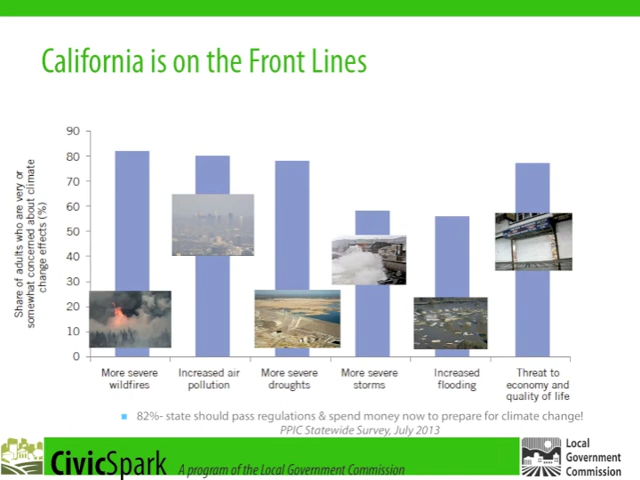 California is on the Front Lines
Share of adults who are very or
somewhat concerned about climate
change effects (%)
90
80
70
60
50
40
30
20
10
0
More severe
wildfires
Increased air
pollution
More severe
droughts
More severe
storms
Increased
flooding
Threat to
economy and
quality of life
82%- state should pass regulations & spend money now to prepare for climate change!
PPIC Statewide Survey, July 2013
CivicSpark A program of the Local Government Commission
Local
Government
Commission